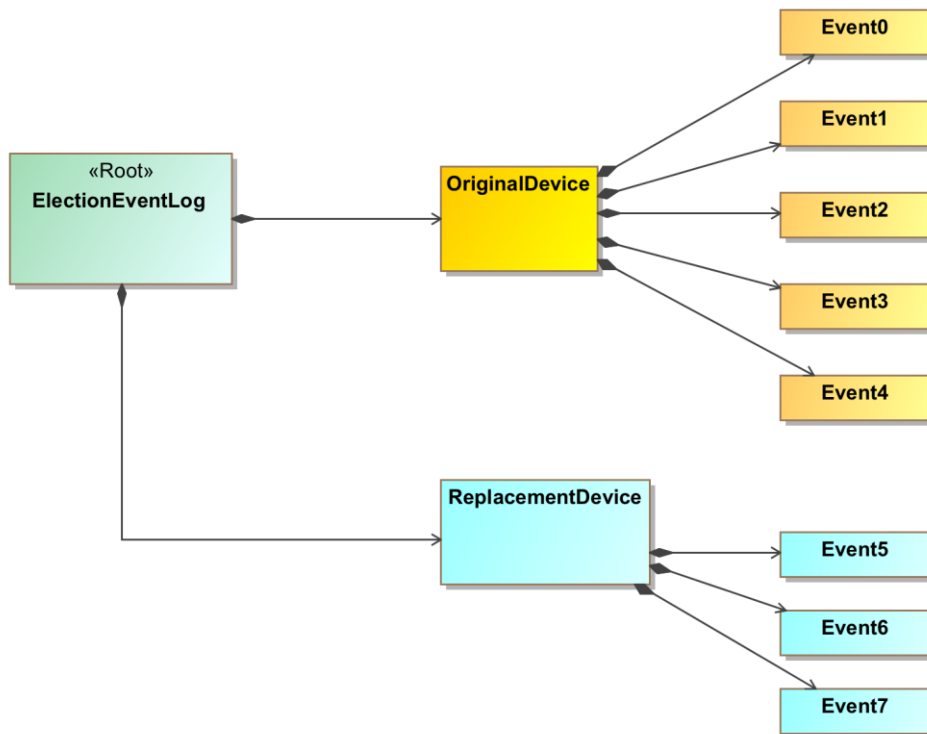 «Root»
ElectionEventLog
OriginalDevice
Event0
Event1
Event2
Event3
Event4
ReplacementDevice
Event5
Event6
Event7